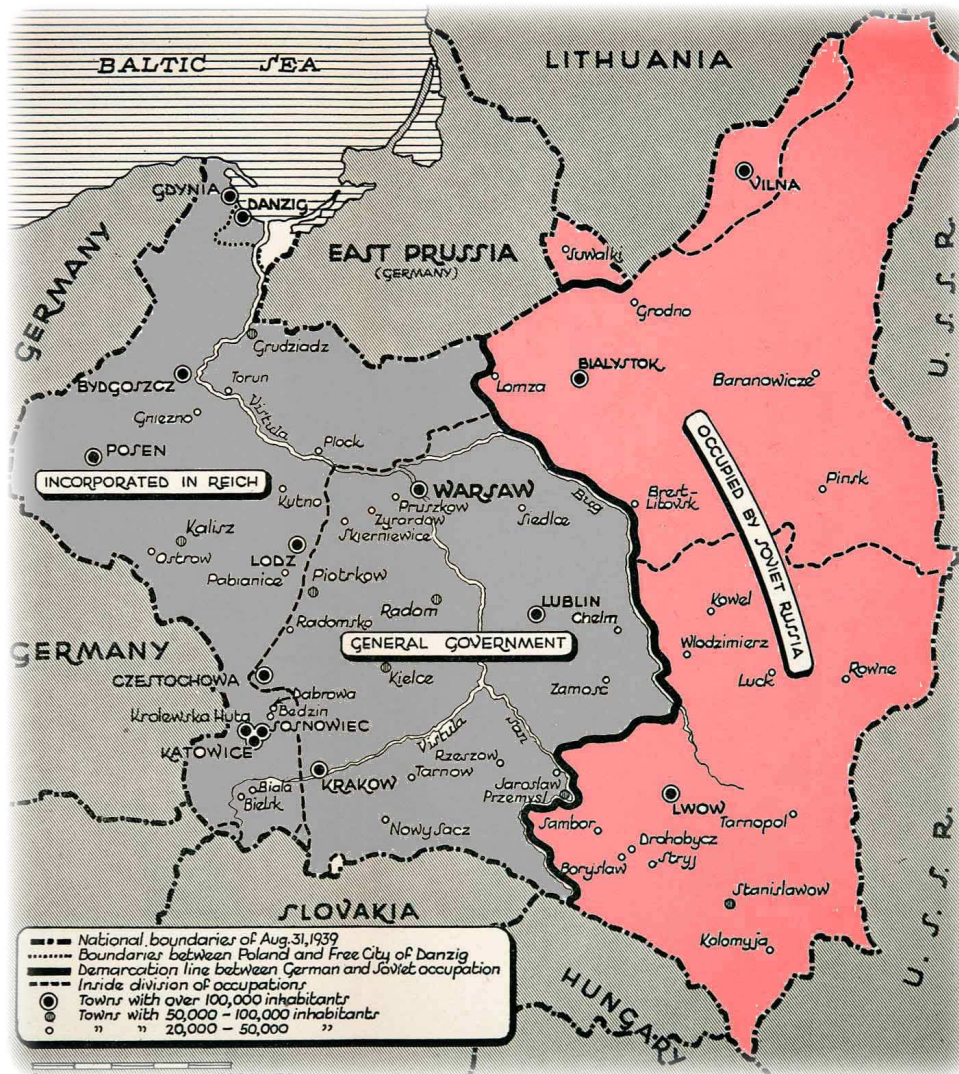 BALTIC SEA
LITHUANIA
GDYNIA
DANZIG
VILNA
GERMANY
EAST PRUSSIA
(GERMANY)
Suwalki
U. S. S. R.
Grodno
Grudziadz
BYDGOSZCZ
Torun
Lomza
BIALYSTOK
Baranowicze
Gniezno
Vistula
Plock
POSEN
INCORPORATED IN REICH
OCCUPIED BY SOVIET RUSSIA
WARSAW
Bug
Kutno
Pruszkow
Zyrardow
Skierniewice
Siedlce
Brest-
Litovsk
Pinsk
Kalisz
Ostrow
LODZ
Pabianice
Piotrkow
Radom
LUBLIN
Chelm
Kowel
Radomsko
GENERAL GOVERNMENT
Wlodzimierz
GERMANY
CZESTOCHOWA
Kielce
Zamosc
Luck
Rowne
Dabrowa
Bedzin
Krolewska Huta
SOSNOWIEC
KATOWICE
Vistula
San
Rzeszow
KRAKOW
Tarnow
Jaroslaw
Przemysl
Biala
Bielsk
LWOW
Tarnopol
Nowy Sacz
Sambor
Drohobycz
Boryslaw
Stryj
Stanislawow
SLOVAKIA
Kolomyja
U. S. S. R.
HUNGARY
National boundaries of Aug. 31, 1939
Boundaries between Poland and Free City of Danzig
Demarcation line between German and Soviet occupation
Inside division of occupations
Towns with over 100,000 inhabitants
Towns with 50,000 - 100,000 inhabitants
" " 20,000 - 50,000 "